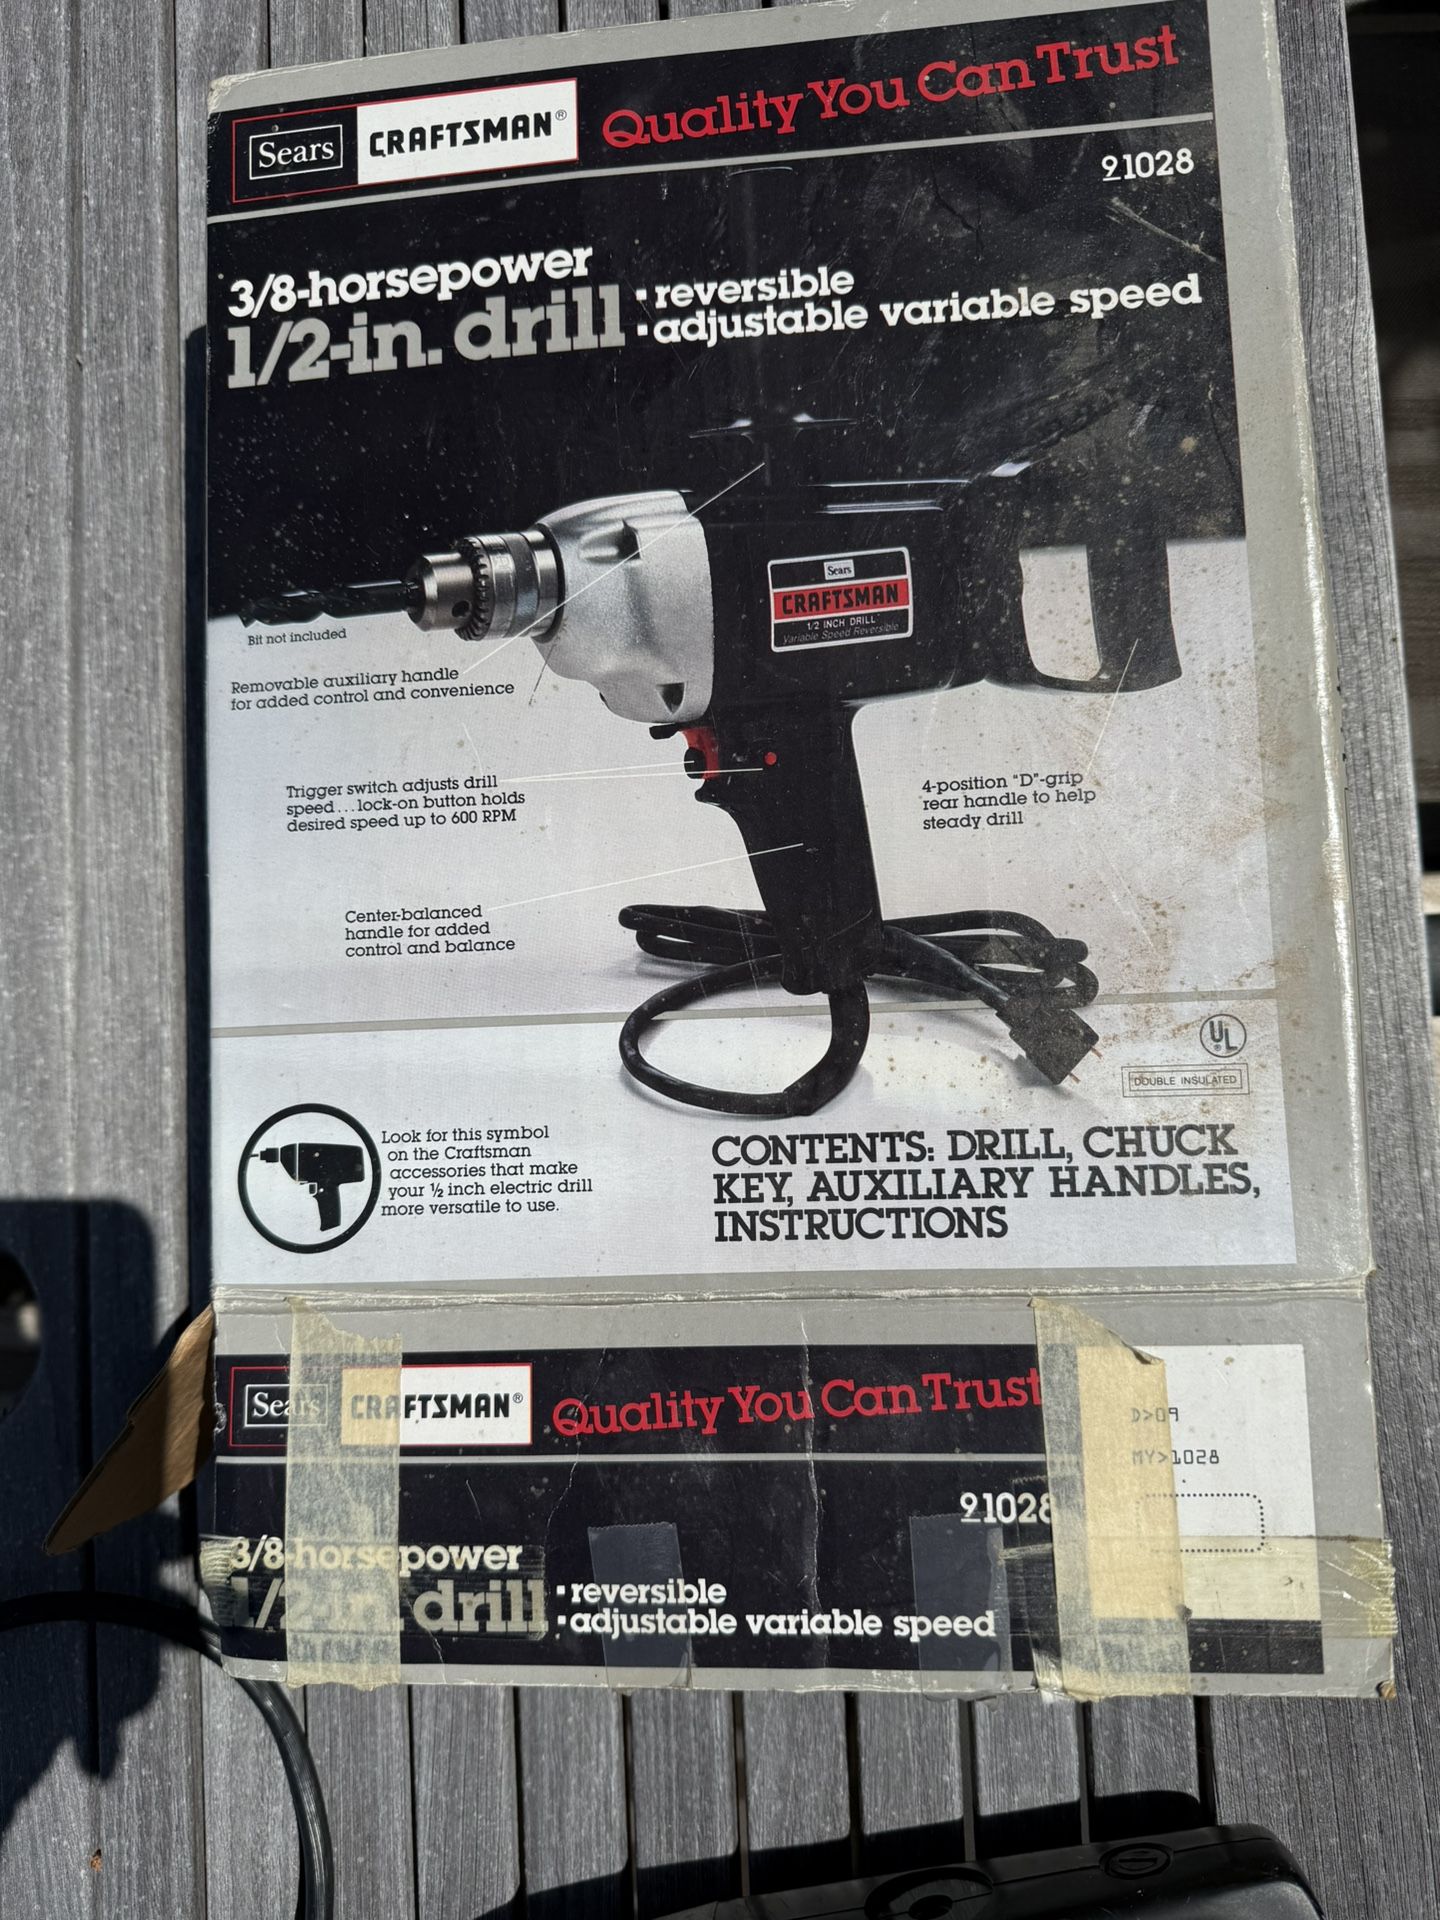 Sears CRAFTSMAN® Quality You Can Trust
91028
3/8-horsepower
1/2-in. drill
▪ reversible
▪ adjustable variable speed
Sears
CRAFTSMAN
1/2 INCH DRILL
Variable Speed Reversible
Bit not included
Removable auxiliary handle
for added control and convenience
Trigger switch adjusts drill
speed...lock-on button holds
desired speed up to 600 RPM
4-position "D"-grip
rear handle to help
steady drill
Center-balanced
handle for added
control and balance
UL
®
DOUBLE INSULATED
Look for this symbol
on the Craftsman
accessories that make
your ½ inch electric drill
more versatile to use.
CONTENTS: DRILL, CHUCK
KEY, AUXILIARY HANDLES,
INSTRUCTIONS
Sears CRAFTSMAN® Quality You Can Trust
D>09
MY>1028
91028
3/8-horsepower
1/2-in. drill
▪ reversible
▪ adjustable variable speed